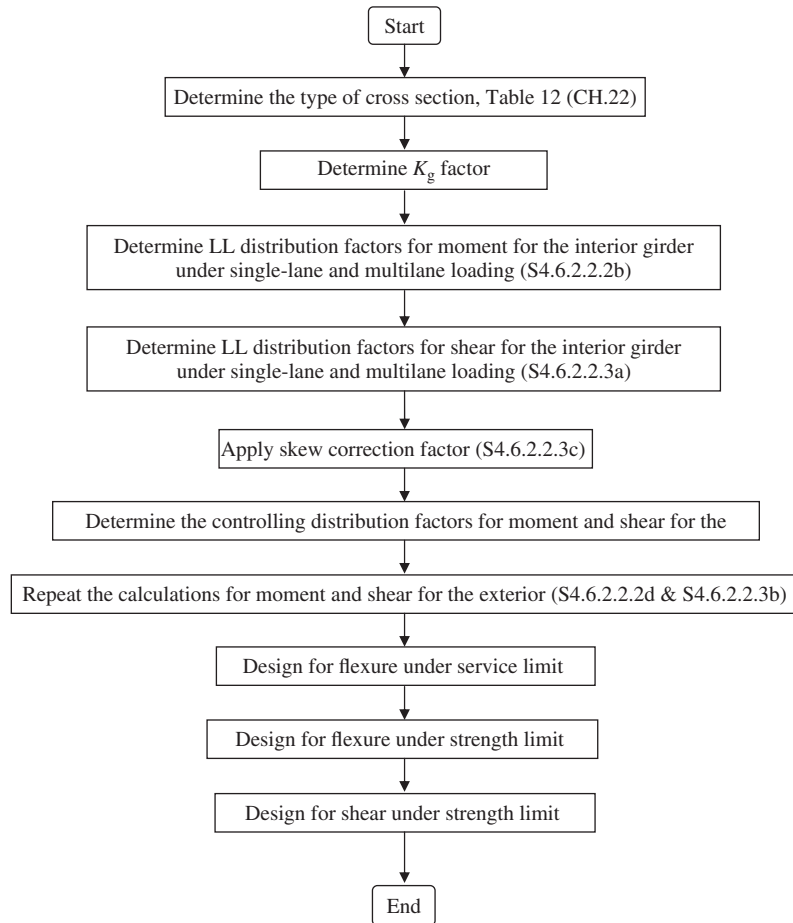 Start
Determine the type of cross section, Table 12 (CH.22)
Determine Kg factor
Determine LL distribution factors for moment for the interior girder
under single-lane and multilane loading (S4.6.2.2.2b)
Determine LL distribution factors for shear for the interior girder
under single-lane and multilane loading (S4.6.2.2.3a)
Apply skew correction factor (S4.6.2.2.3c)
Determine the controlling distribution factors for moment and shear for the
Repeat the calculations for moment and shear for the exterior (S4.6.2.2.2d & S4.6.2.2.3b)
Design for flexure under service limit
Design for flexure under strength limit
Design for shear under strength limit
End